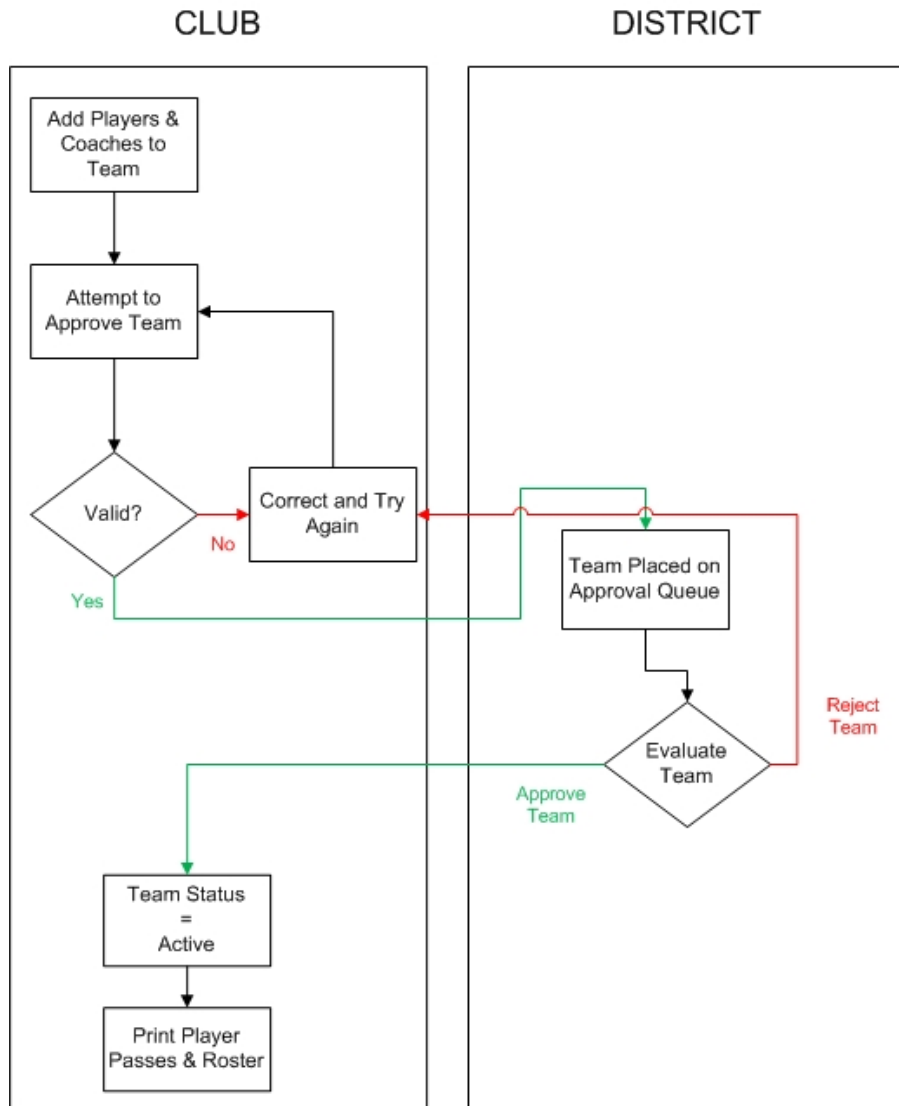 CLUB
DISTRICT
Add Players &
Coaches to
Team
Attempt to
Approve Team
Valid?
No
Yes
Correct and Try
Again
Team Placed on
Approval Queue
Evaluate
Team
Reject
Team
Approve
Team
Team Status
=
Active
Print Player
Passes & Roster